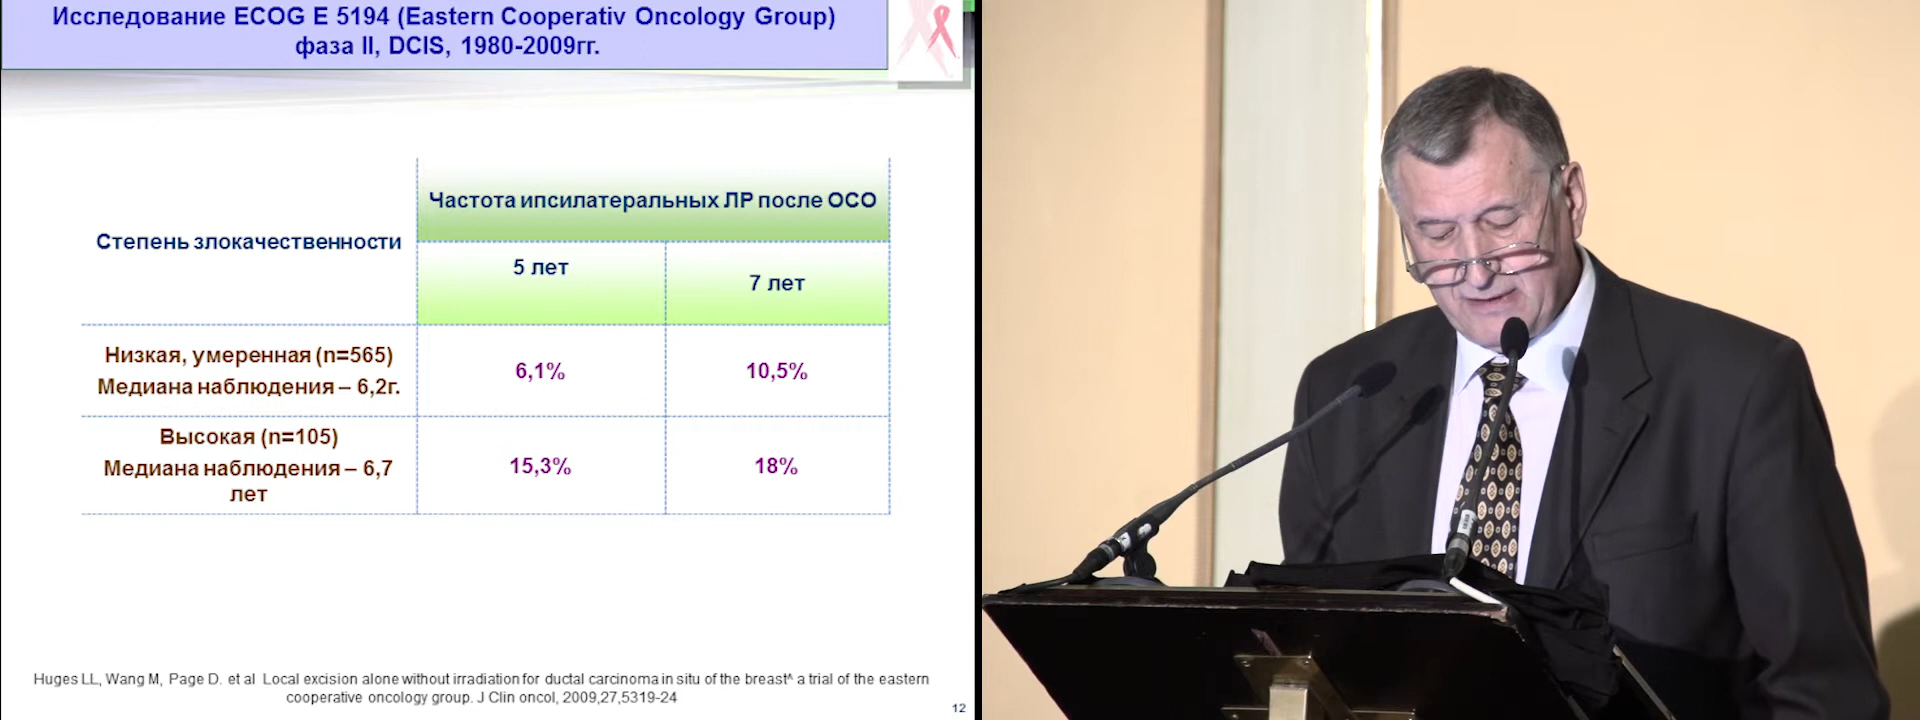 Исследование ECOG E 5194 (Eastern Cooperativ Oncology Group)
фаза II, DCIS, 1980-2009гг.
Степень злокачественности
Частота ипсилатеральных ЛР после ОСО
5 лет
7 лет
Низкая, умеренная (n=565)
Медиана наблюдения – 6,2г.
6,1%
10,5%
Высокая (n=105)
Медиана наблюдения – 6,7
лет
15,3%
18%
Huges LL, Wang M, Page D. et al Local excision alone without irradiation for ductal carcinoma in situ of the breast^ a trial of the eastern
cooperative oncology group. J Clin oncol, 2009,27,5319-24
12